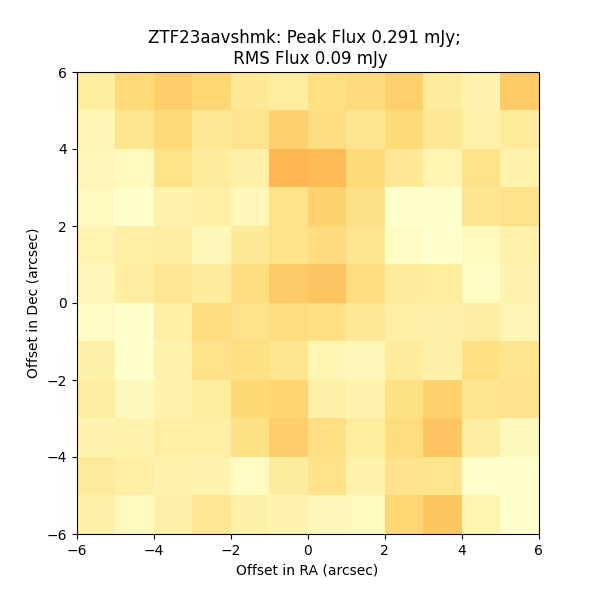 ZTF23aavshmk: Peak Flux 0.291 mJy;
RMS Flux 0.09 mJy
6
4
2
0
−2
−4
−6
Offset in Dec (arcsec)
−6 −4 −2 0 2 4 6
Offset in RA (arcsec)